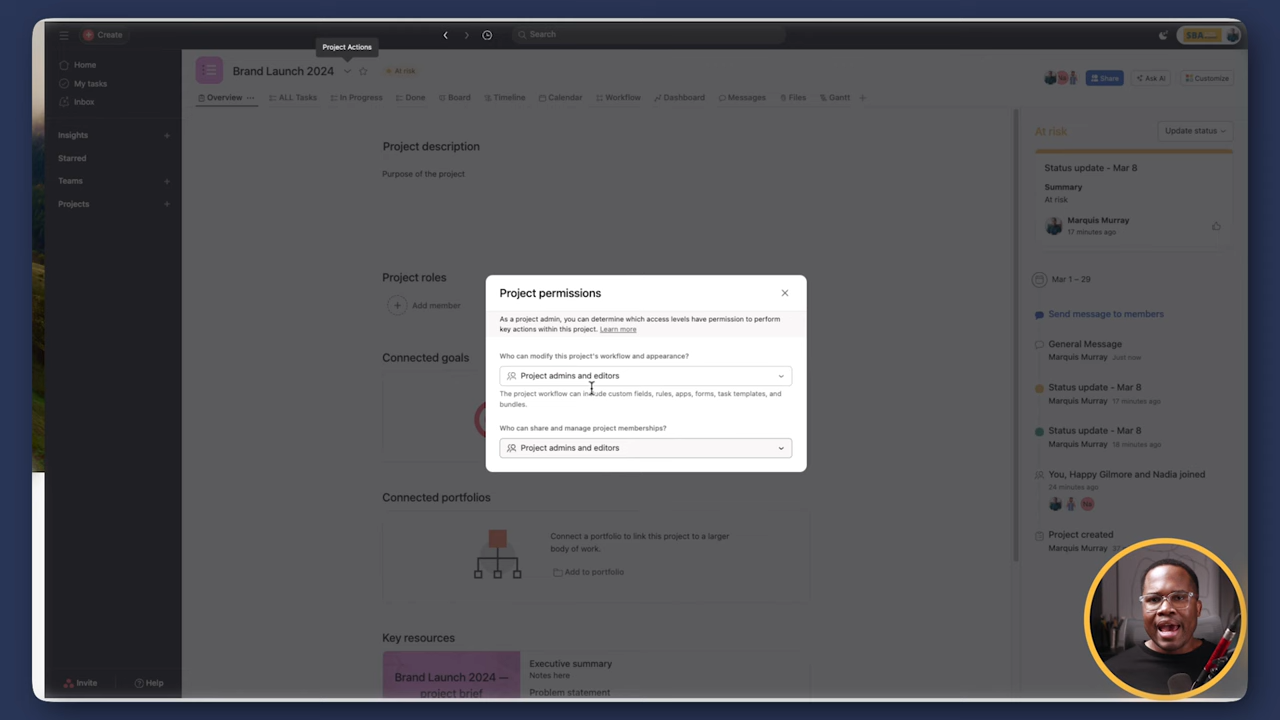 Create
Search
SBA
Project Actions
Home
My tasks
Inbox
Insights
Starred
Teams
Projects
Invite
Help
Brand Launch 2024
At risk
Share
Ask AI
Customize
Overview
ALL Tasks
In Progress
Done
Board
Timeline
Calendar
Workflow
Dashboard
Messages
Files
Gantt
Project description
Purpose of the project
Project roles
Add member
Connected goals
Project permissions
As a project admin, you can determine which access levels have permission to perform
key actions within this project. Learn more
Who can modify this project's workflow and appearance?
Project admins and editors
The project workflow can include custom fields, rules, apps, forms, task templates, and
bundles.
Who can share and manage project memberships?
Project admins and editors
Connected portfolios
Connect a portfolio to link this project to a larger
body of work.
Add to portfolio
Key resources
Brand Launch 2024 —
project brief
Executive summary
Notes here
Problem statement
At risk
Update status
Status update - Mar 8
Summary
At risk
Marquis Murray
17 minutes ago
Mar 1 – 29
Send message to members
General Message
Marquis Murray Just now
Status update - Mar 8
Marquis Murray 17 minutes ago
Status update - Mar 8
Marquis Murray 18 minutes ago
You, Happy Gilmore and Nadia joined
24 minutes ago
Project created
Marquis Murray